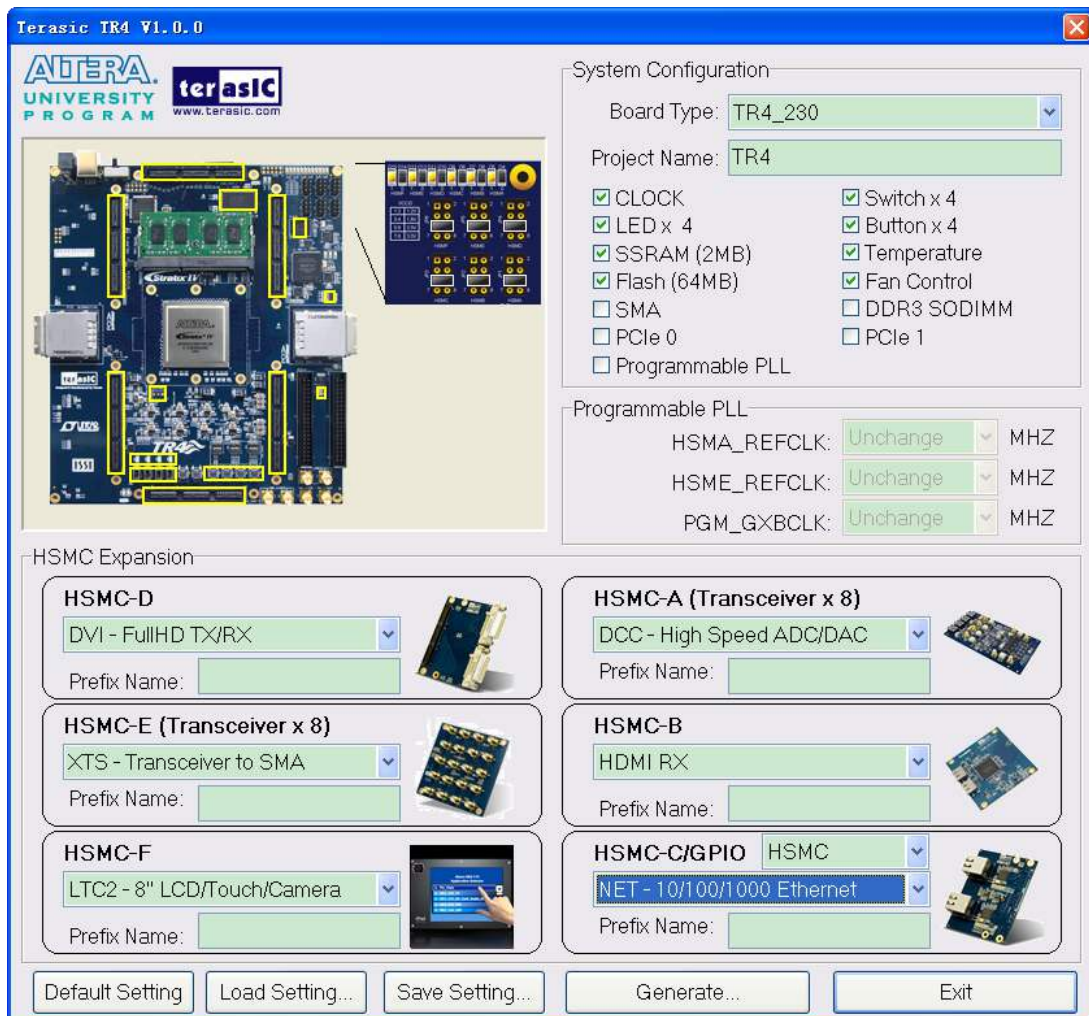 Terasic TR4 V1.0.0
ALTERA.
UNIVERSITY
PROGRAM
terasIC
www.terasic.com
Stratix IV
TR4
System Configuration
Board Type: TR4_230
Project Name: TR4
CLOCK
Switch x 4
LED x 4
Button x 4
SSRAM (2MB)
Temperature
Flash (64MB)
Fan Control
SMA
DDR3 SODIMM
PCIe 0
PCIe 1
Programmable PLL
Programmable PLL
HSMA_REFCLK: Unchange MHZ
HSME_REFCLK: Unchange MHZ
PGM_GXBCLK: Unchange MHZ
HSMC Expansion
HSMC-D
DVI - FullHD TX/RX
Prefix Name:
HSMC-A (Transceiver x 8)
DCC - High Speed ADC/DAC
Prefix Name:
HSMC-E (Transceiver x 8)
XTS - Transceiver to SMA
Prefix Name:
HSMC-B
HDMI RX
Prefix Name:
HSMC-F
LTC2 - 8" LCD/Touch/Camera
Prefix Name:
HSMC-C/GPIO HSMC
NET - 10/100/1000 Ethernet
Prefix Name:
Default Setting
Load Setting...
Save Setting...
Generate...
Exit